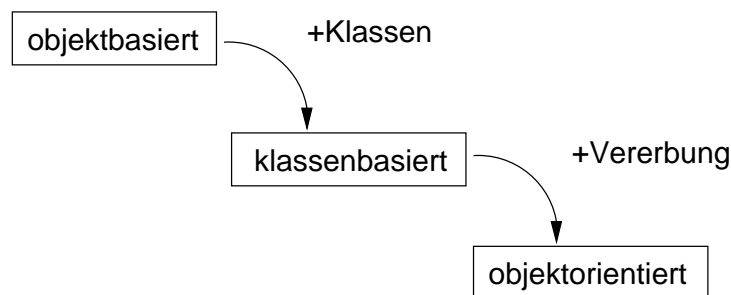 objektbasiert
+Klassen
klassenbasiert
+Vererbung
objektorientiert